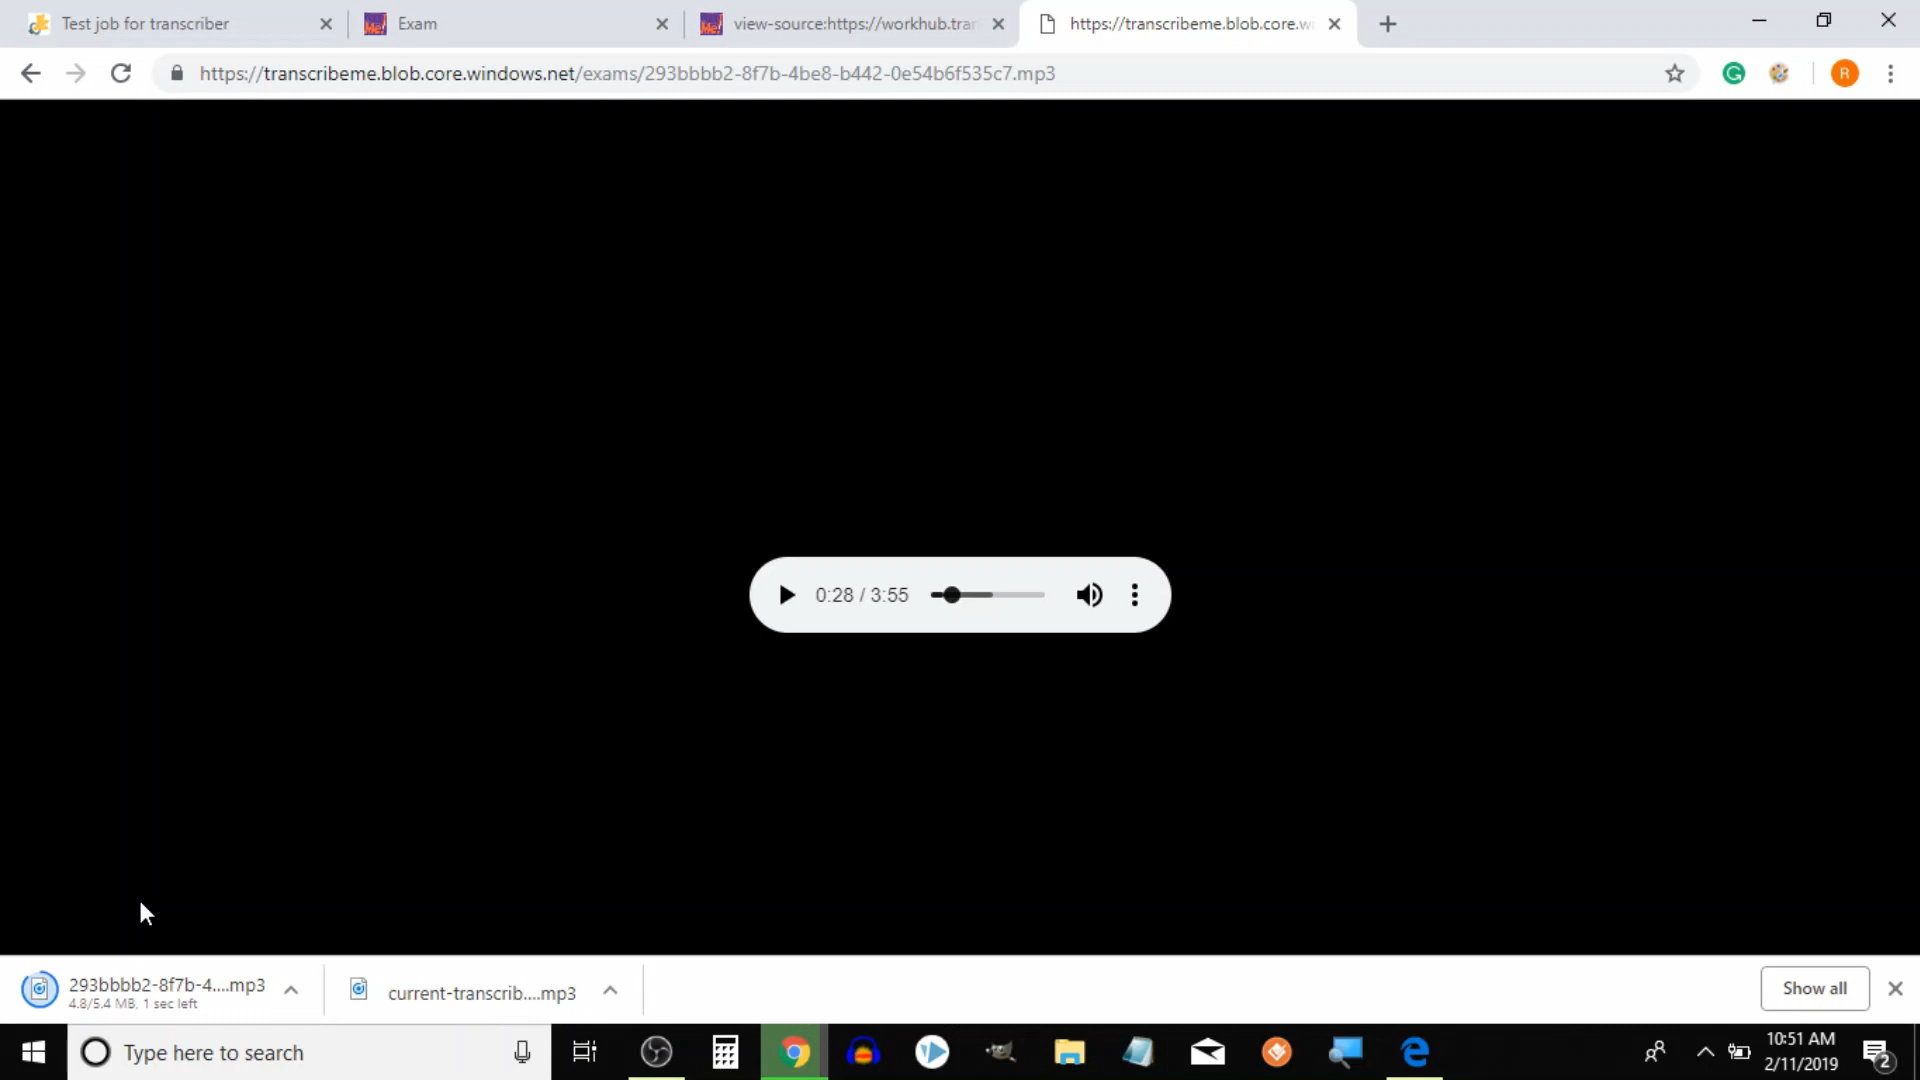 Test job for transcriber
Exam
view-source:https://workhub.tran
https://transcribeme.blob.core.w
https://transcribeme.blob.core.windows.net/exams/293bbbb2-8f7b-4be8-b442-0e54b6f535c7.mp3
R
0:28 / 3:55
293bbbb2-8f7b-4....mp3
4.8/5.4 MB, 1 sec left
current-transcrib....mp3
Show all
Type here to search
10:51 AM
2/11/2019
2